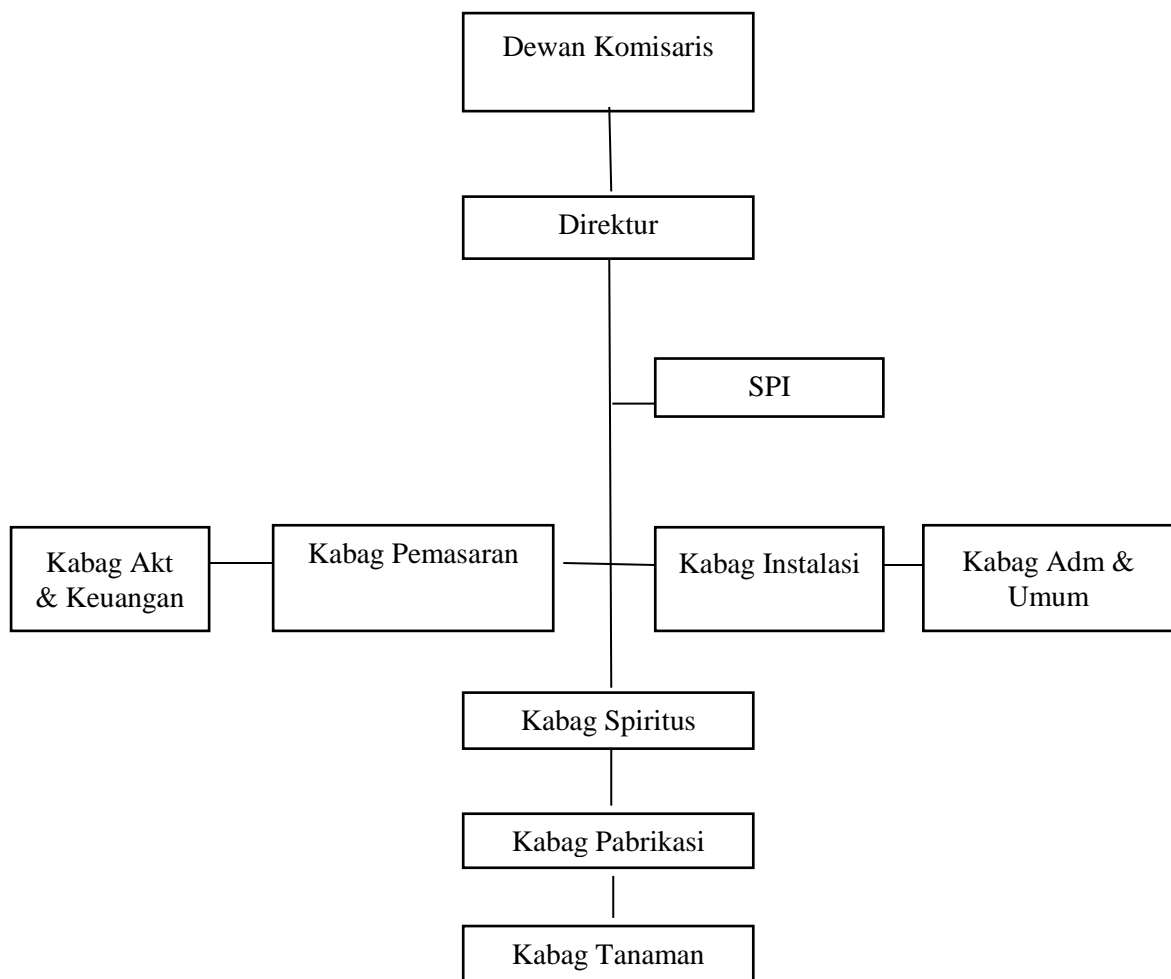 Dewan Komisaris
Direktur
SPI
Kabag Akt
& Keuangan
Kabag Pemasaran
Kabag Instalasi
Kabag Adm &
Umum
Kabag Spiritus
Kabag Pabrikasi
Kabag Tanaman